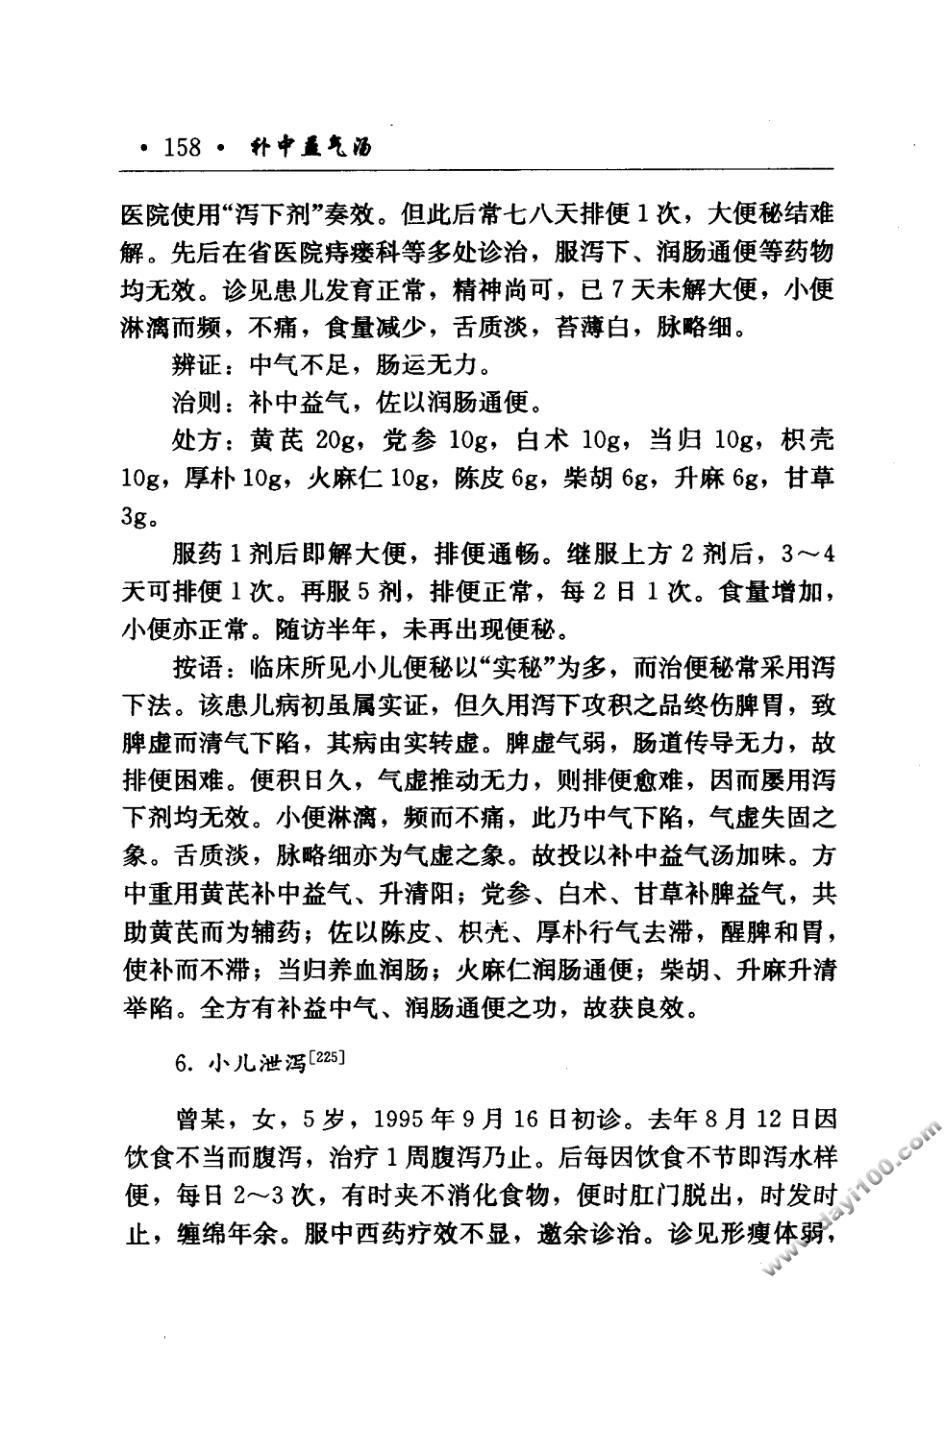 ·158· 补中益气汤
医院使用“泻下剂”奏效。但此后常七八天排便1次，大便秘结难
解。先后在省医院痔瘘科等多处诊治，服泻下、润肠通便等药物
均无效。诊见患儿发育正常，精神尚可，已7天未解大便，小便
淋漓而频，不痛，食量减少，舌质淡，苔薄白，脉略细。
辨证：中气不足，肠运无力。
治则：补中益气，佐以润肠通便。
处方：黄芪 20g，党参 10g，白术 10g，当归 10g，枳壳
10g，厚朴 10g，火麻仁 10g，陈皮 6g，柴胡 6g，升麻 6g，甘草
3g。
服药1剂后即解大便，排便通畅。继服上方2剂后，3～4
天可排便1次。再服5剂，排便正常，每2日1次。食量增加，
小便亦正常。随访半年，未再出现便秘。
按语：临床所见小儿便秘以“实秘”为多，而治便秘常采用泻
下法。该患儿病初虽属实证，但久用泻下攻积之品终伤脾胃，致
脾虚而清气下陷，其病由实转虚。脾虚气弱，肠道传导无力，故
排便困难。便积日久，气虚推动无力，则排便愈难，因而屡用泻
下剂均无效。小便淋漓，频而不痛，此乃中气下陷，气虚失固之
象。舌质淡，脉略细亦为气虚之象。故投以补中益气汤加味。方
中重用黄芪补中益气、升清阳；党参、白术、甘草补脾益气，共
助黄芪而为辅药；佐以陈皮、枳壳、厚朴行气去滞，醒脾和胃，
使补而不滞；当归养血润肠；火麻仁润肠通便；柴胡、升麻升清
举陷。全方有补益中气、润肠通便之功，故获良效。
6. 小儿泄泻[225]
曾某，女，5岁，1995年9月16日初诊。去年8月12日因
饮食不当而腹泻，治疗1周腹泻乃止。后每因饮食不节即泻水样
便，每日2～3次，有时夹不消化食物，便时肛门脱出，时发时
止，缠绵年余。服中西药疗效不显，邀余诊治。诊见形瘦体弱，
www.dayi100.com